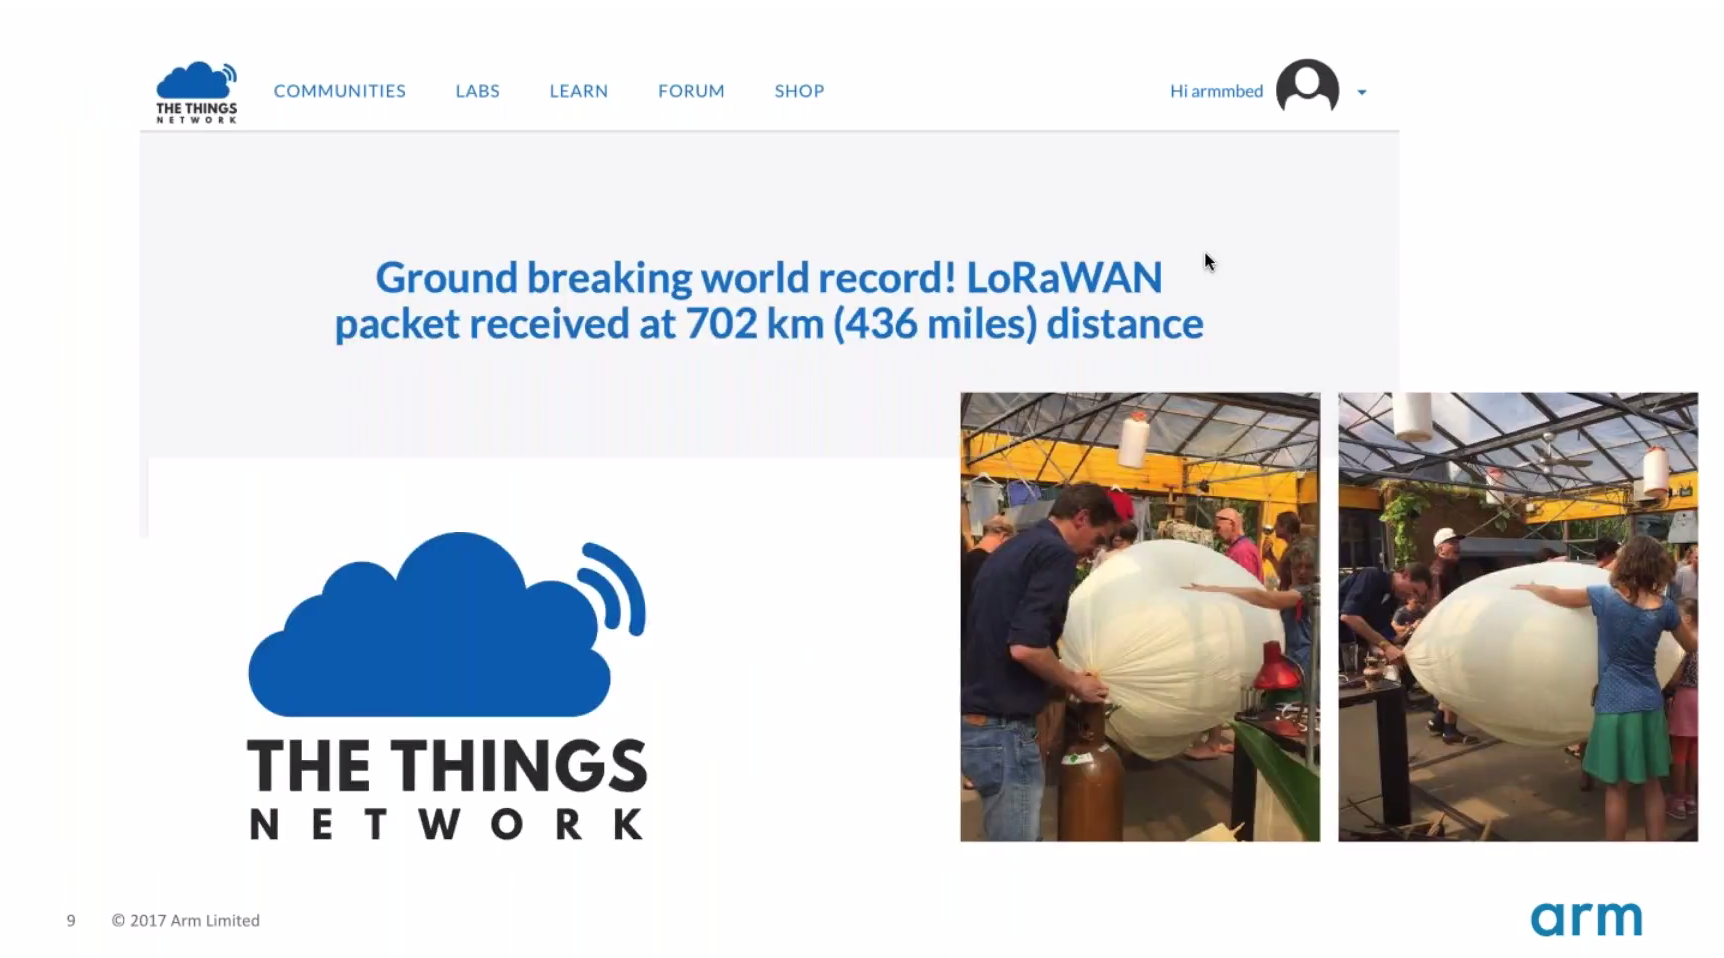 THE THINGS
NETWORK
COMMUNITIES LABS LEARN FORUM SHOP Hi armmbed
Ground breaking world record! LoRaWAN
packet received at 702 km (436 miles) distance
THE THINGS
NETWORK
9 © 2017 Arm Limited
arm